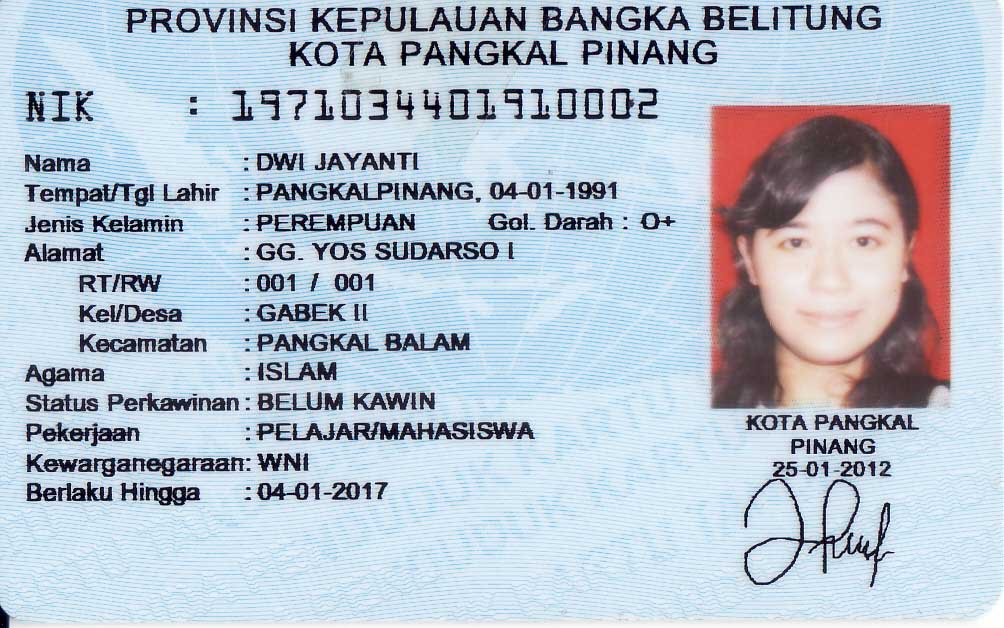 PROVINSI KEPULAUAN BANGKA BELITUNG
KOTA PANGKAL PINANG
NIK : 1971034401910002
Nama : DWI JAYANTI
Tempat/Tgl Lahir : PANGKALPINANG, 04-01-1991
Jenis Kelamin : PEREMPUAN Gol. Darah : O+
Alamat : GG. YOS SUDARSO I
RT/RW : 001 / 001
Kel/Desa : GABEK II
Kecamatan : PANGKAL BALAM
Agama : ISLAM
Status Perkawinan : BELUM KAWIN
Pekerjaan : PELAJAR/MAHASISWA
Kewarganegaraan: WNI
Berlaku Hingga : 04-01-2017
KOTA PANGKAL
PINANG
25-01-2012